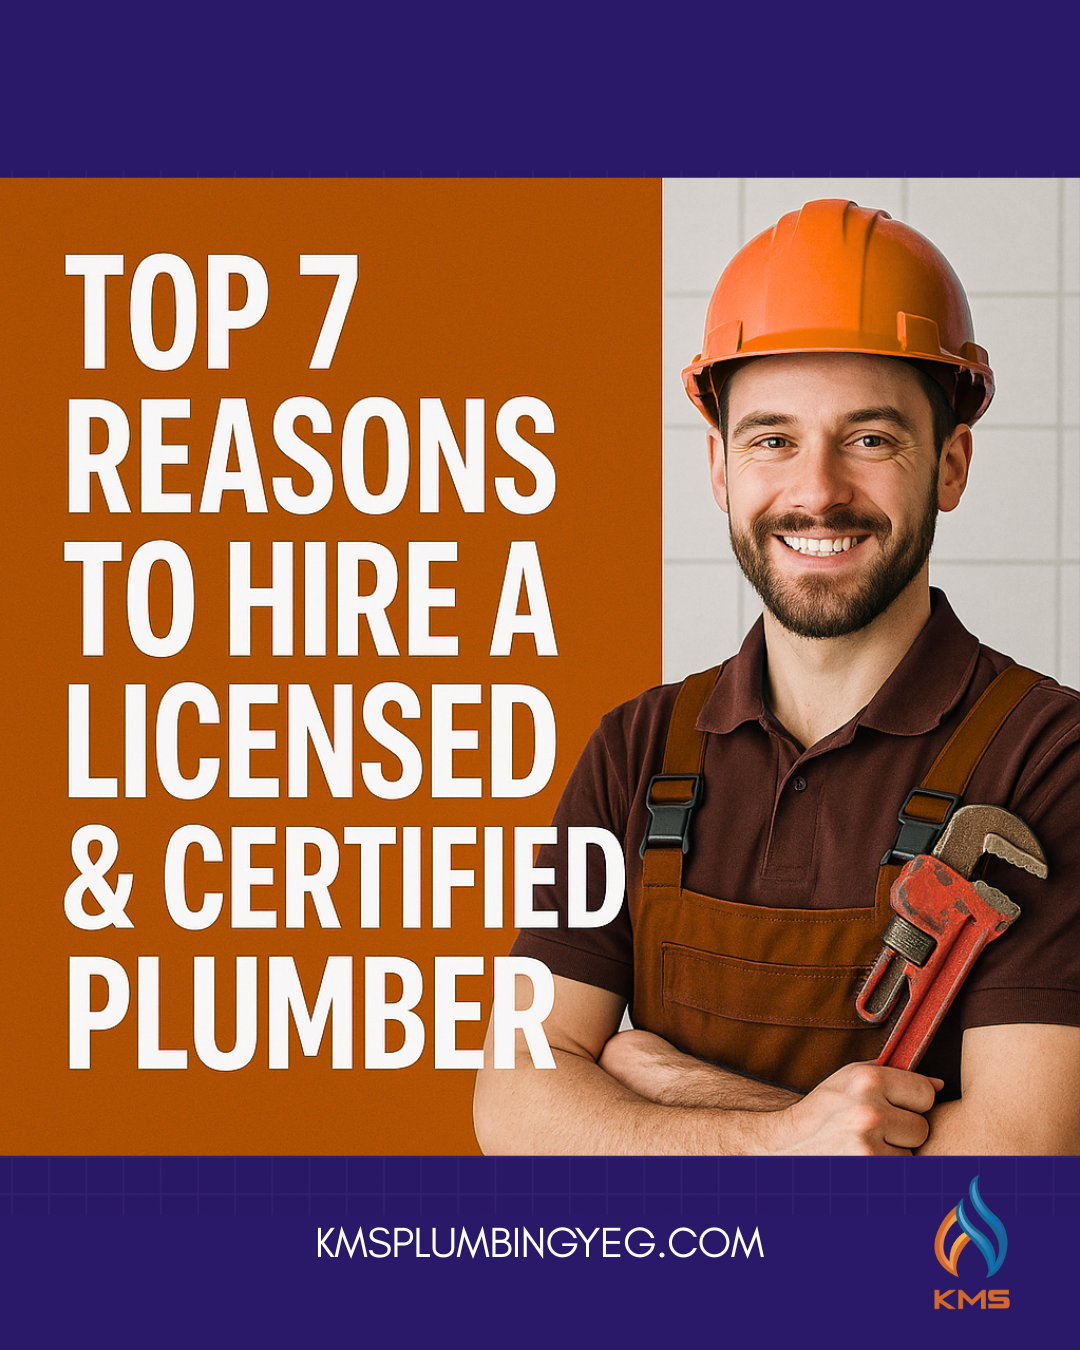 TOP 7
REASONS
TO HIRE A
LICENSED
& CERTIFIED
PLUMBER
KMSPLUMBINGYEG.COM
KMS